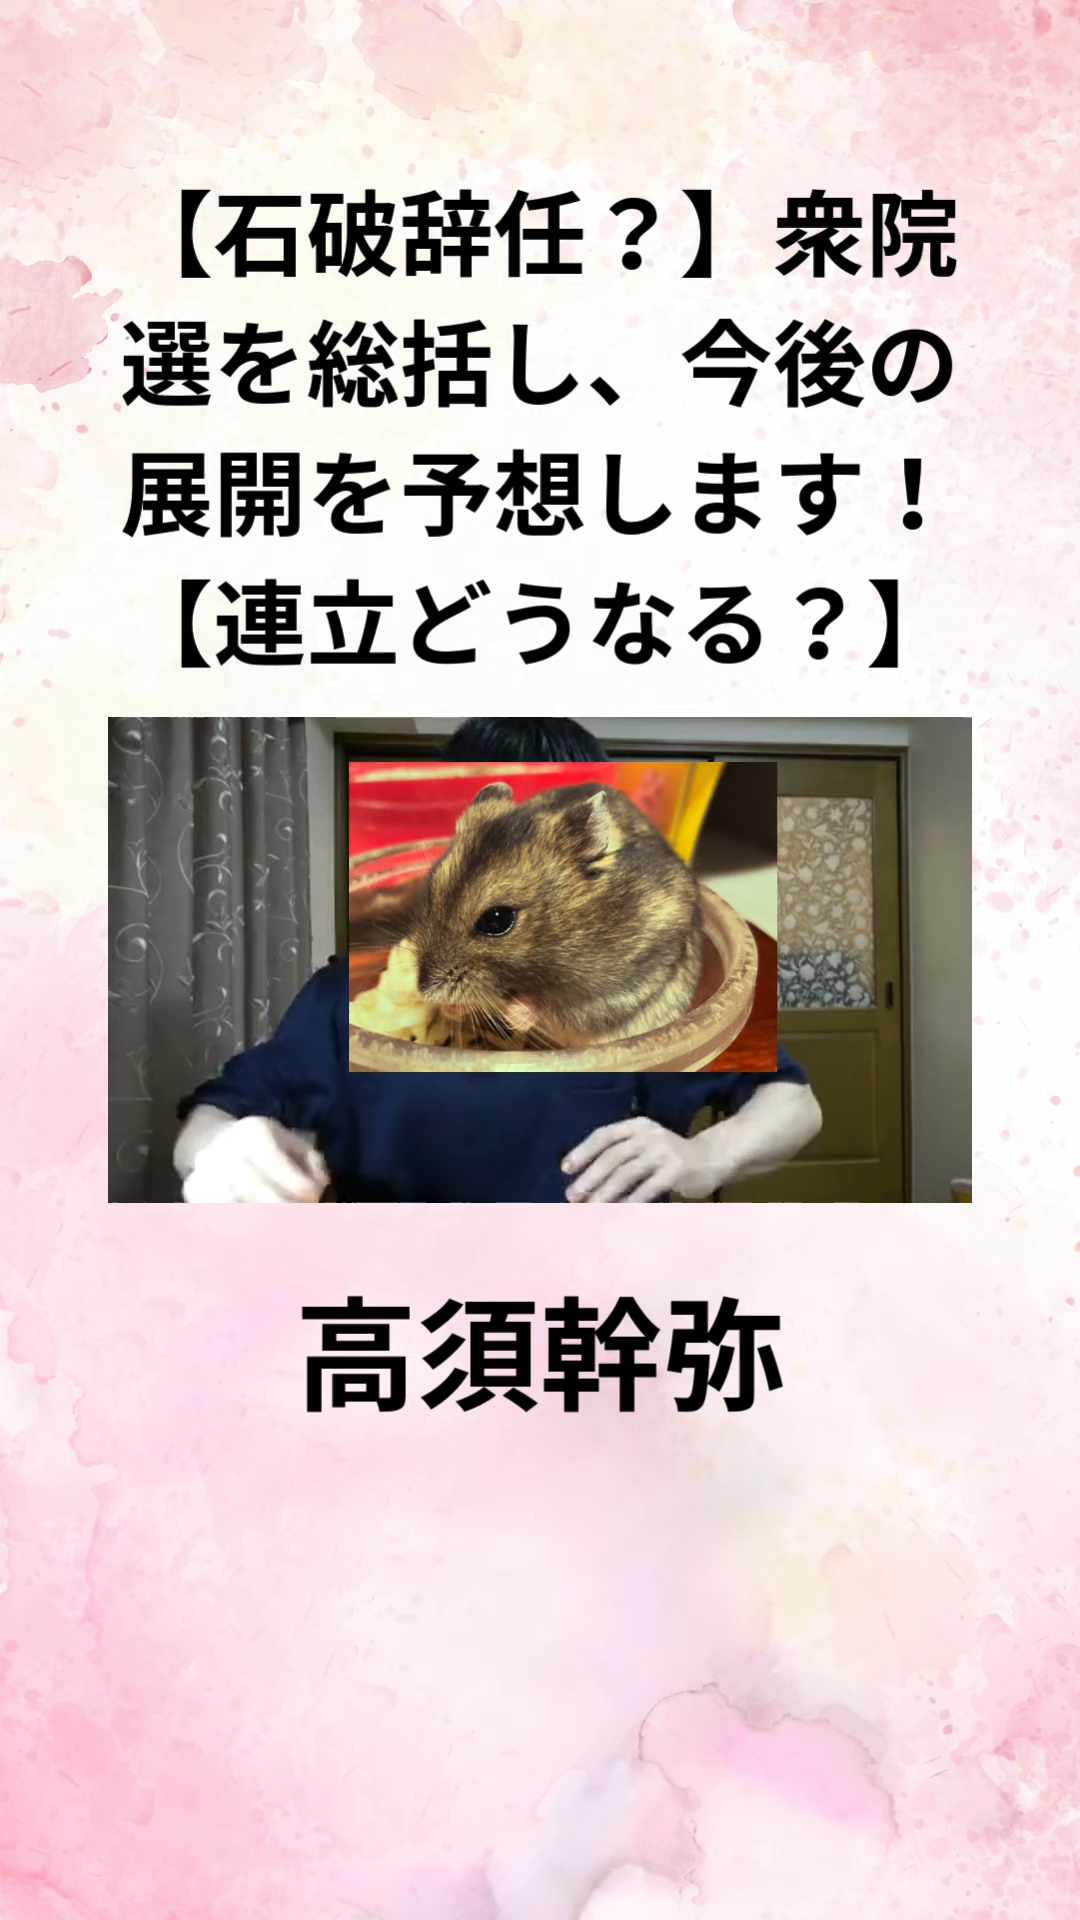 【石破辞任？】衆院
選を総括し、今後の
展開を予想します！
【連立どうなる？】
高須幹弥